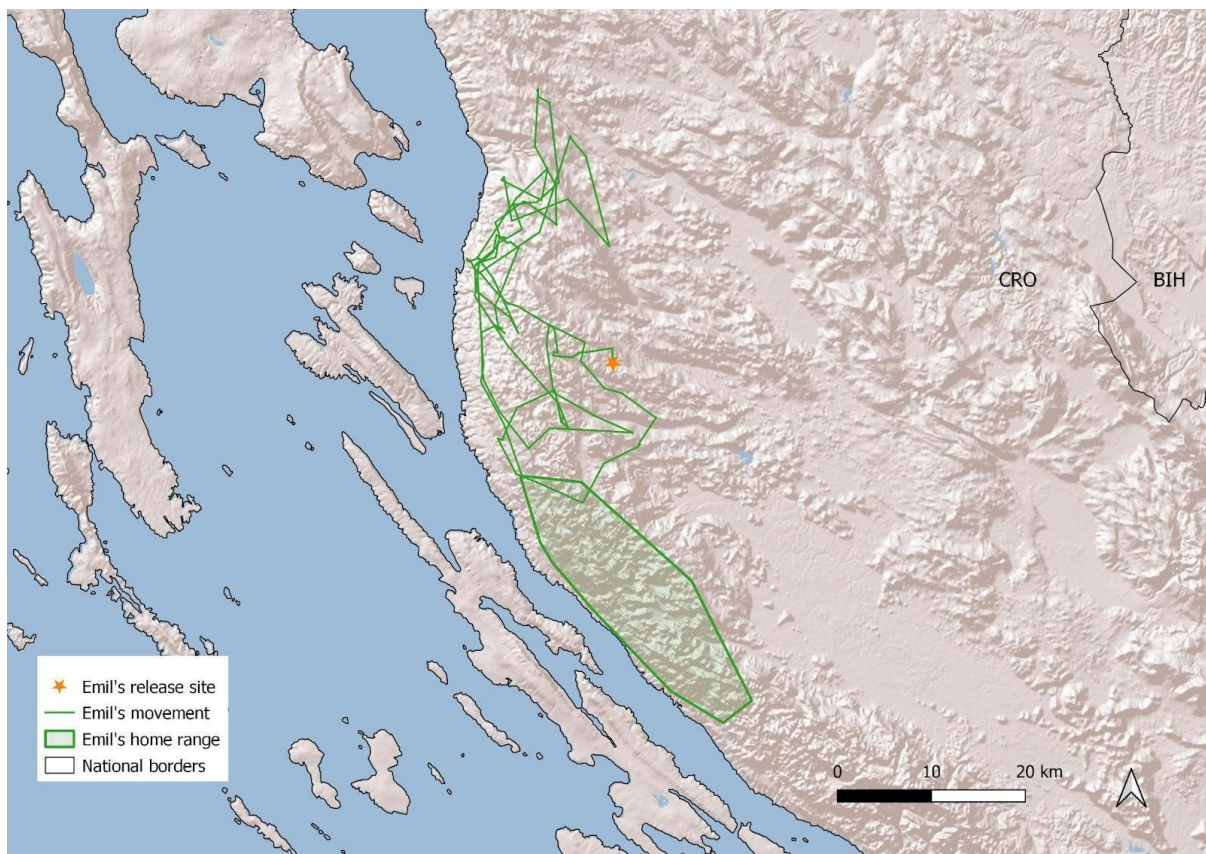 CRO
BIH
Emil's release site
Emil's movement
Emil's home range
National borders
0 10 20 km